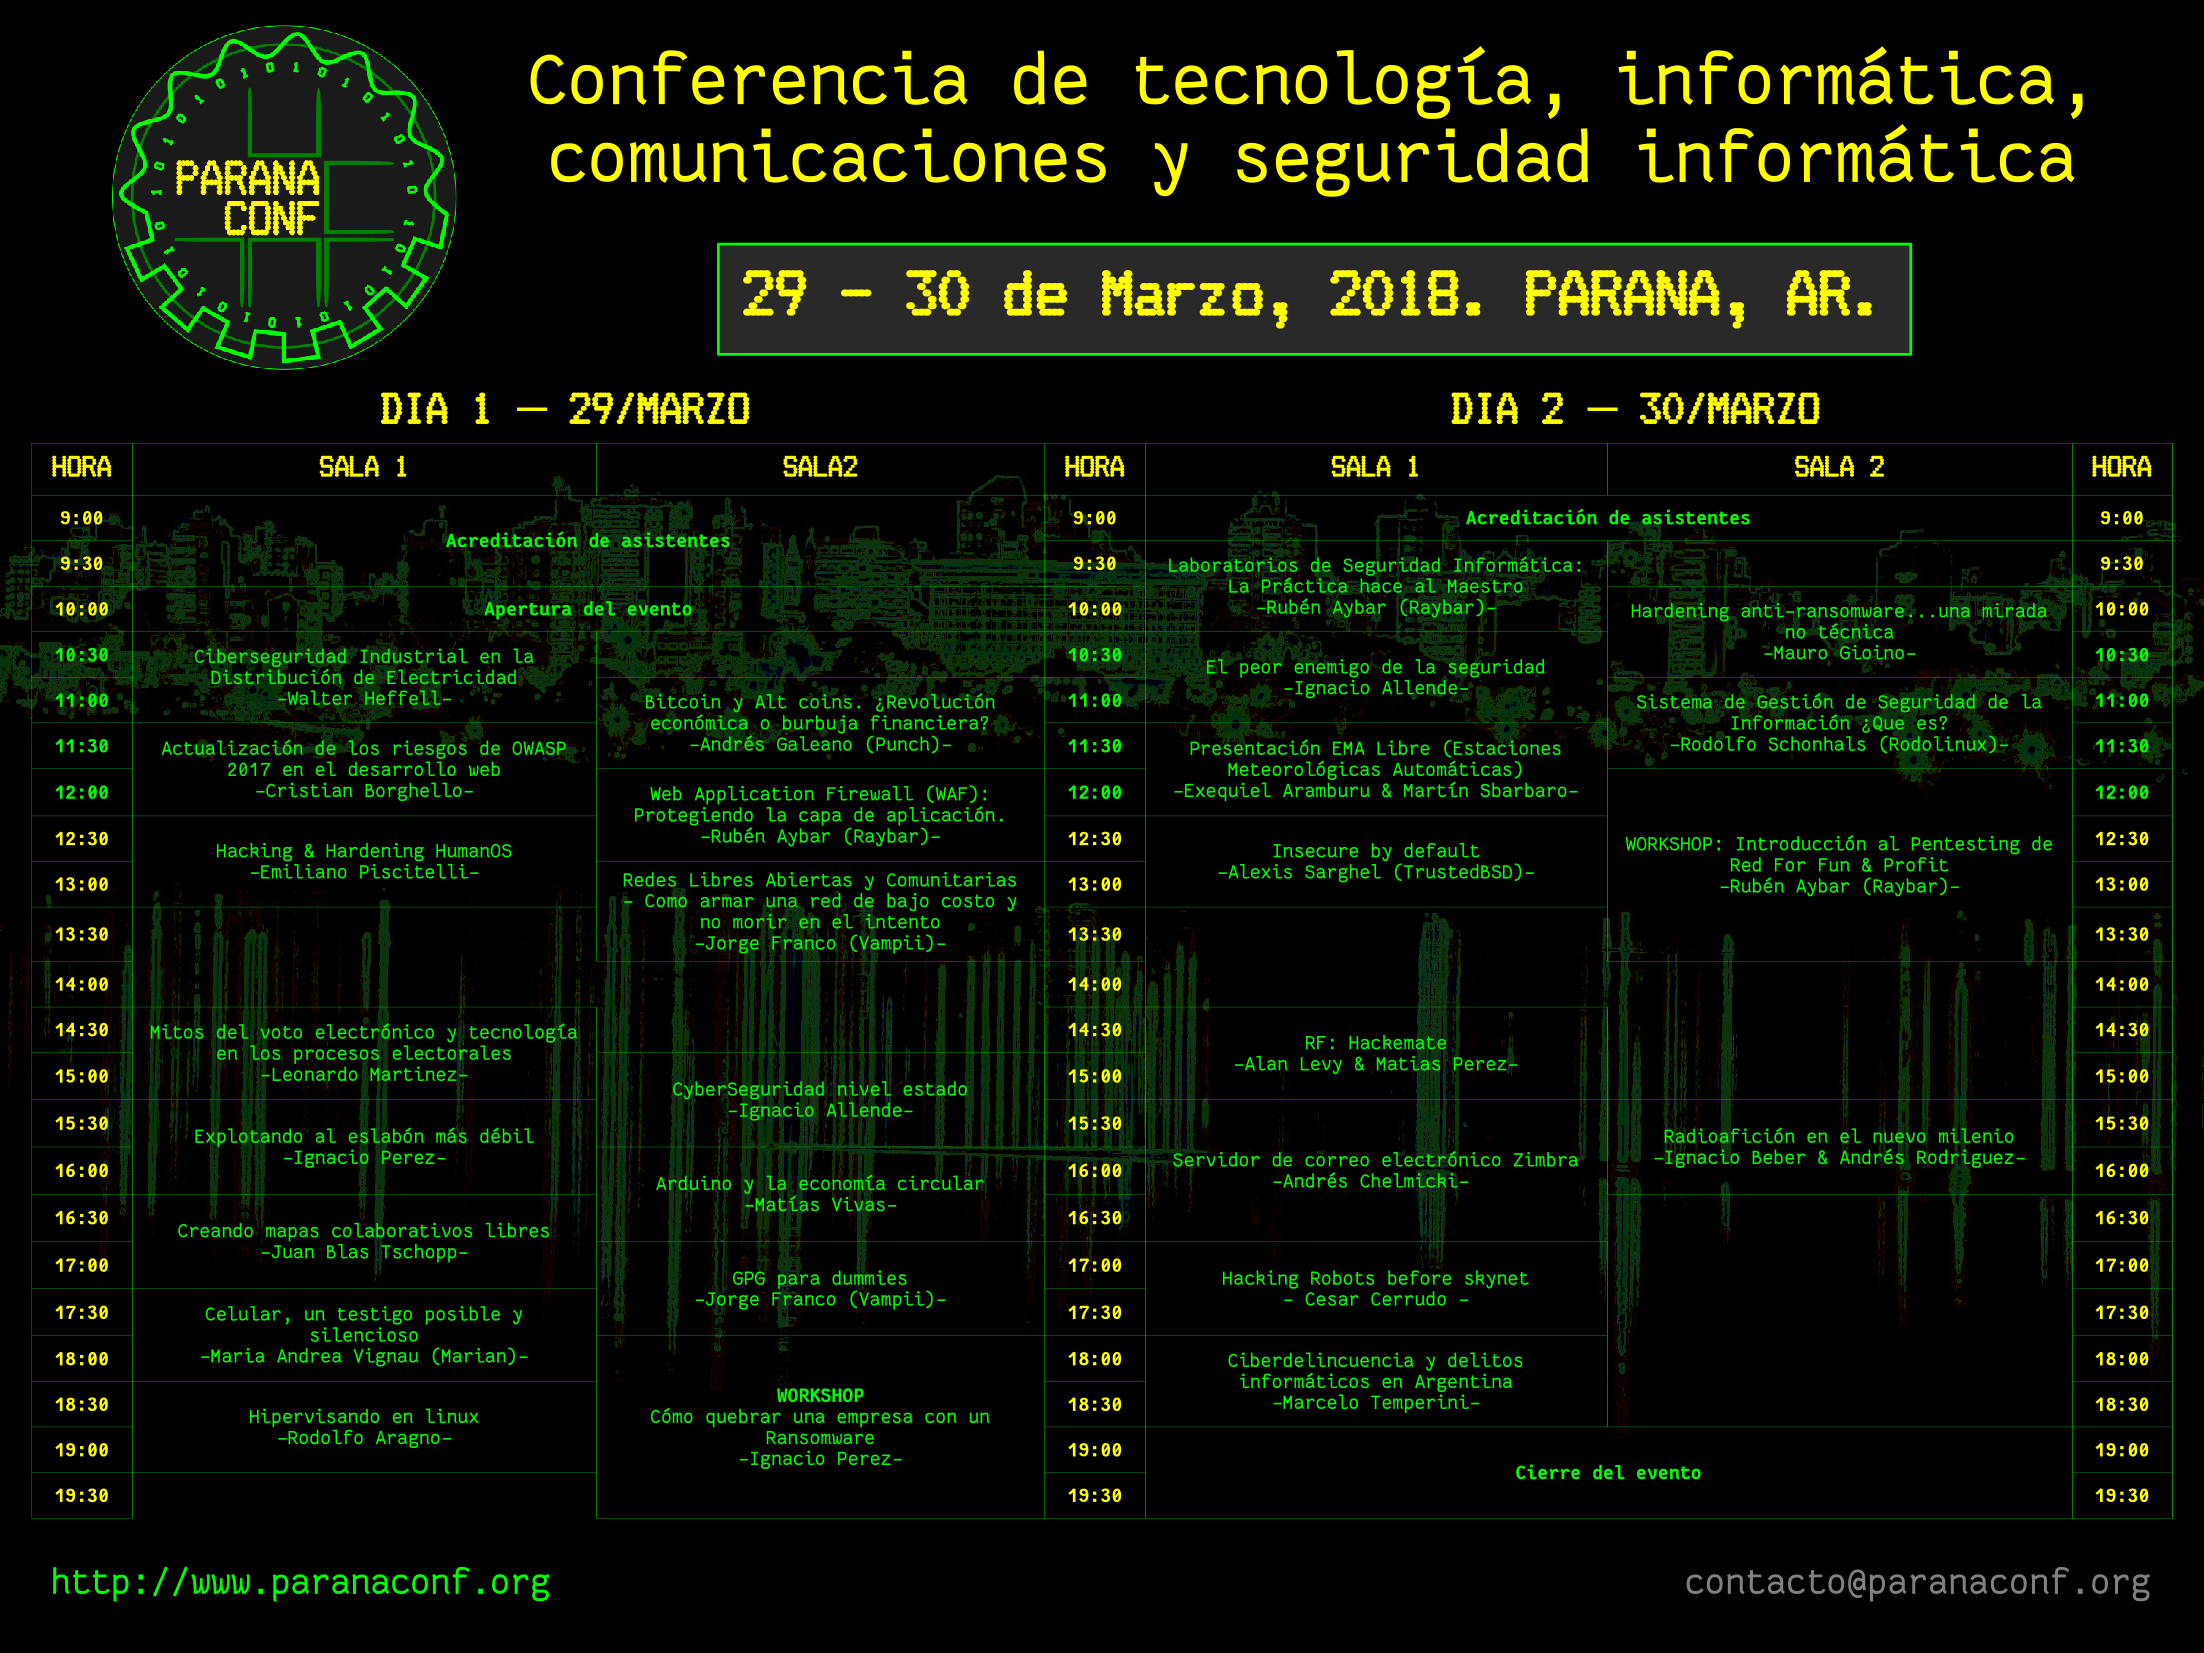 PARANA
CONF
Conferencia de tecnología, informática,
comunicaciones y seguridad informática
29 - 30 de Marzo, 2018. PARANA, AR.
DIA 1 – 29/MARZO
HORA
SALA 1
SALA2
9:00
9:30
Acreditación de asistentes
10:00
Apertura del evento
10:30
11:00
11:30
12:00
12:30
13:00
13:30
14:00
14:30
15:00
15:30
16:00
16:30
17:00
17:30
18:00
18:30
19:00
19:30
Ciberseguridad Industrial en la
Distribución de Electricidad
-Walter Heffell-
Actualización de los riesgos de OWASP
2017 en el desarrollo web
-Cristian Borghello-
Hacking & Hardening HumanOS
-Emiliano Piscitelli-
Mitos del voto electrónico y tecnología
en los procesos electorales
-Leonardo Martinez-
Explotando al eslabón más débil
-Ignacio Perez-
Creando mapas colaborativos libres
-Juan Blas Tschopp-
Celular, un testigo posible y
silencioso
-Maria Andrea Vignau (Marian)-
Hipervisando en linux
-Rodolfo Aragno-
Bitcoin y Alt coins. ¿Revolución
económica o burbuja financiera?
-Andrés Galeano (Punch)-
Web Application Firewall (WAF):
Protegiendo la capa de aplicación.
-Rubén Aybar (Raybar)-
Redes Libres Abiertas y Comunitarias
- Como armar una red de bajo costo y
no morir en el intento
-Jorge Franco (Vampii)-
CyberSeguridad nivel estado
-Ignacio Allende-
Arduino y la economía circular
-Matías Vivas-
GPG para dummies
-Jorge Franco (Vampii)-
WORKSHOP
Cómo quebrar una empresa con un
Ransomware
-Ignacio Perez-
DIA 2 – 30/MARZO
HORA
SALA 1
SALA 2
HORA
9:00
9:30
10:00
10:30
11:00
11:30
12:00
12:30
13:00
13:30
14:00
14:30
15:00
15:30
16:00
16:30
17:00
17:30
18:00
18:30
19:00
19:30
Acreditación de asistentes
Laboratorios de Seguridad Informática:
La Práctica hace al Maestro
-Rubén Aybar (Raybar)-
El peor enemigo de la seguridad
-Ignacio Allende-
Presentación EMA Libre (Estaciones
Meteorológicas Automáticas)
-Exequiel Aramburu & Martín Sbarbaro-
Insecure by default
-Alexis Sarghel (TrustedBSD)-
RF: Hackemate
-Alan Levy & Matias Perez-
Servidor de correo electrónico Zimbra
-Andrés Chelmicki-
Hacking Robots before skynet
- Cesar Cerrudo -
Ciberdelincuencia y delitos
informáticos en Argentina
-Marcelo Temperini-
Hardening anti-ransomware...una mirada
no técnica
-Mauro Gioino-
Sistema de Gestión de Seguridad de la
Información ¿Que es?
-Rodolfo Schonhals (Rodolinux)-
WORKSHOP: Introducción al Pentesting de
Red For Fun & Profit
-Rubén Aybar (Raybar)-
Radioafición en el nuevo milenio
-Ignacio Beber & Andrés Rodriguez-
Cierre del evento
9:00
9:30
10:00
10:30
11:00
11:30
12:00
12:30
13:00
13:30
14:00
14:30
15:00
15:30
16:00
16:30
17:00
17:30
18:00
18:30
19:00
19:30
http://www.paranaconf.org
contacto@paranaconf.org